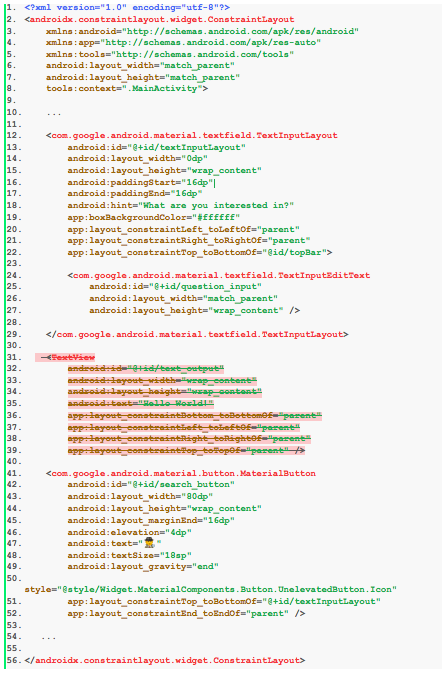 1. <?xml version="1.0" encoding="utf-8"?>
2. <androidx.constraintlayout.widget.ConstraintLayout
3. xmlns:android="http://schemas.android.com/apk/res/android"
4. xmlns:app="http://schemas.android.com/apk/res-auto"
5. xmlns:tools="http://schemas.android.com/tools"
6. android:layout_width="match_parent"
7. android:layout_height="match_parent"
8. tools:context=".MainActivity">
9.
10. ...
11.
12. <com.google.android.material.textfield.TextInputLayout
13. android:id="@+id/textInputLayout"
14. android:layout_width="0dp"
15. android:layout_height="wrap_content"
16. android:paddingStart="16dp"
17. android:paddingEnd="16dp"
18. android:hint="What are you interested in?"
19. app:boxBackgroundColor="#ffffff"
20. app:layout_constraintLeft_toLeftOf="parent"
21. app:layout_constraintRight_toRightOf="parent"
22. app:layout_constraintTop_toBottomOf="@id/topBar">
23.
24. <com.google.android.material.textfield.TextInputEditText
25. android:id="@+id/question_input"
26. android:layout_width="match_parent"
27. android:layout_height="wrap_content" />
28.
29. </com.google.android.material.textfield.TextInputLayout>
30.
31. <TextView
32. android:id="@+id/text_output"
33. android:layout_width="wrap_content"
34. android:layout_height="wrap_content"
35. android:text="Hello World!"
36. app:layout_constraintBottom_toBottomOf="parent"
37. app:layout_constraintLeft_toLeftOf="parent"
38. app:layout_constraintRight_toRightOf="parent"
39. app:layout_constraintTop_toTopOf="parent" />
40.
41. <com.google.android.material.button.MaterialButton
42. android:id="@+id/search_button"
43. android:layout_width="80dp"
44. android:layout_height="wrap_content"
45. android:layout_marginEnd="16dp"
46. android:elevation="4dp"
47. android:text="🕵"
48. android:textSize="18sp"
49. android:layout_gravity="end"
50.
style="@style/Widget.MaterialComponents.Button.UnelevatedButton.Icon"
51. app:layout_constraintTop_toBottomOf="@+id/textInputLayout"
52. app:layout_constraintEnd_toEndOf="parent" />
53.
54. ...
55.
56. </androidx.constraintlayout.widget.ConstraintLayout>